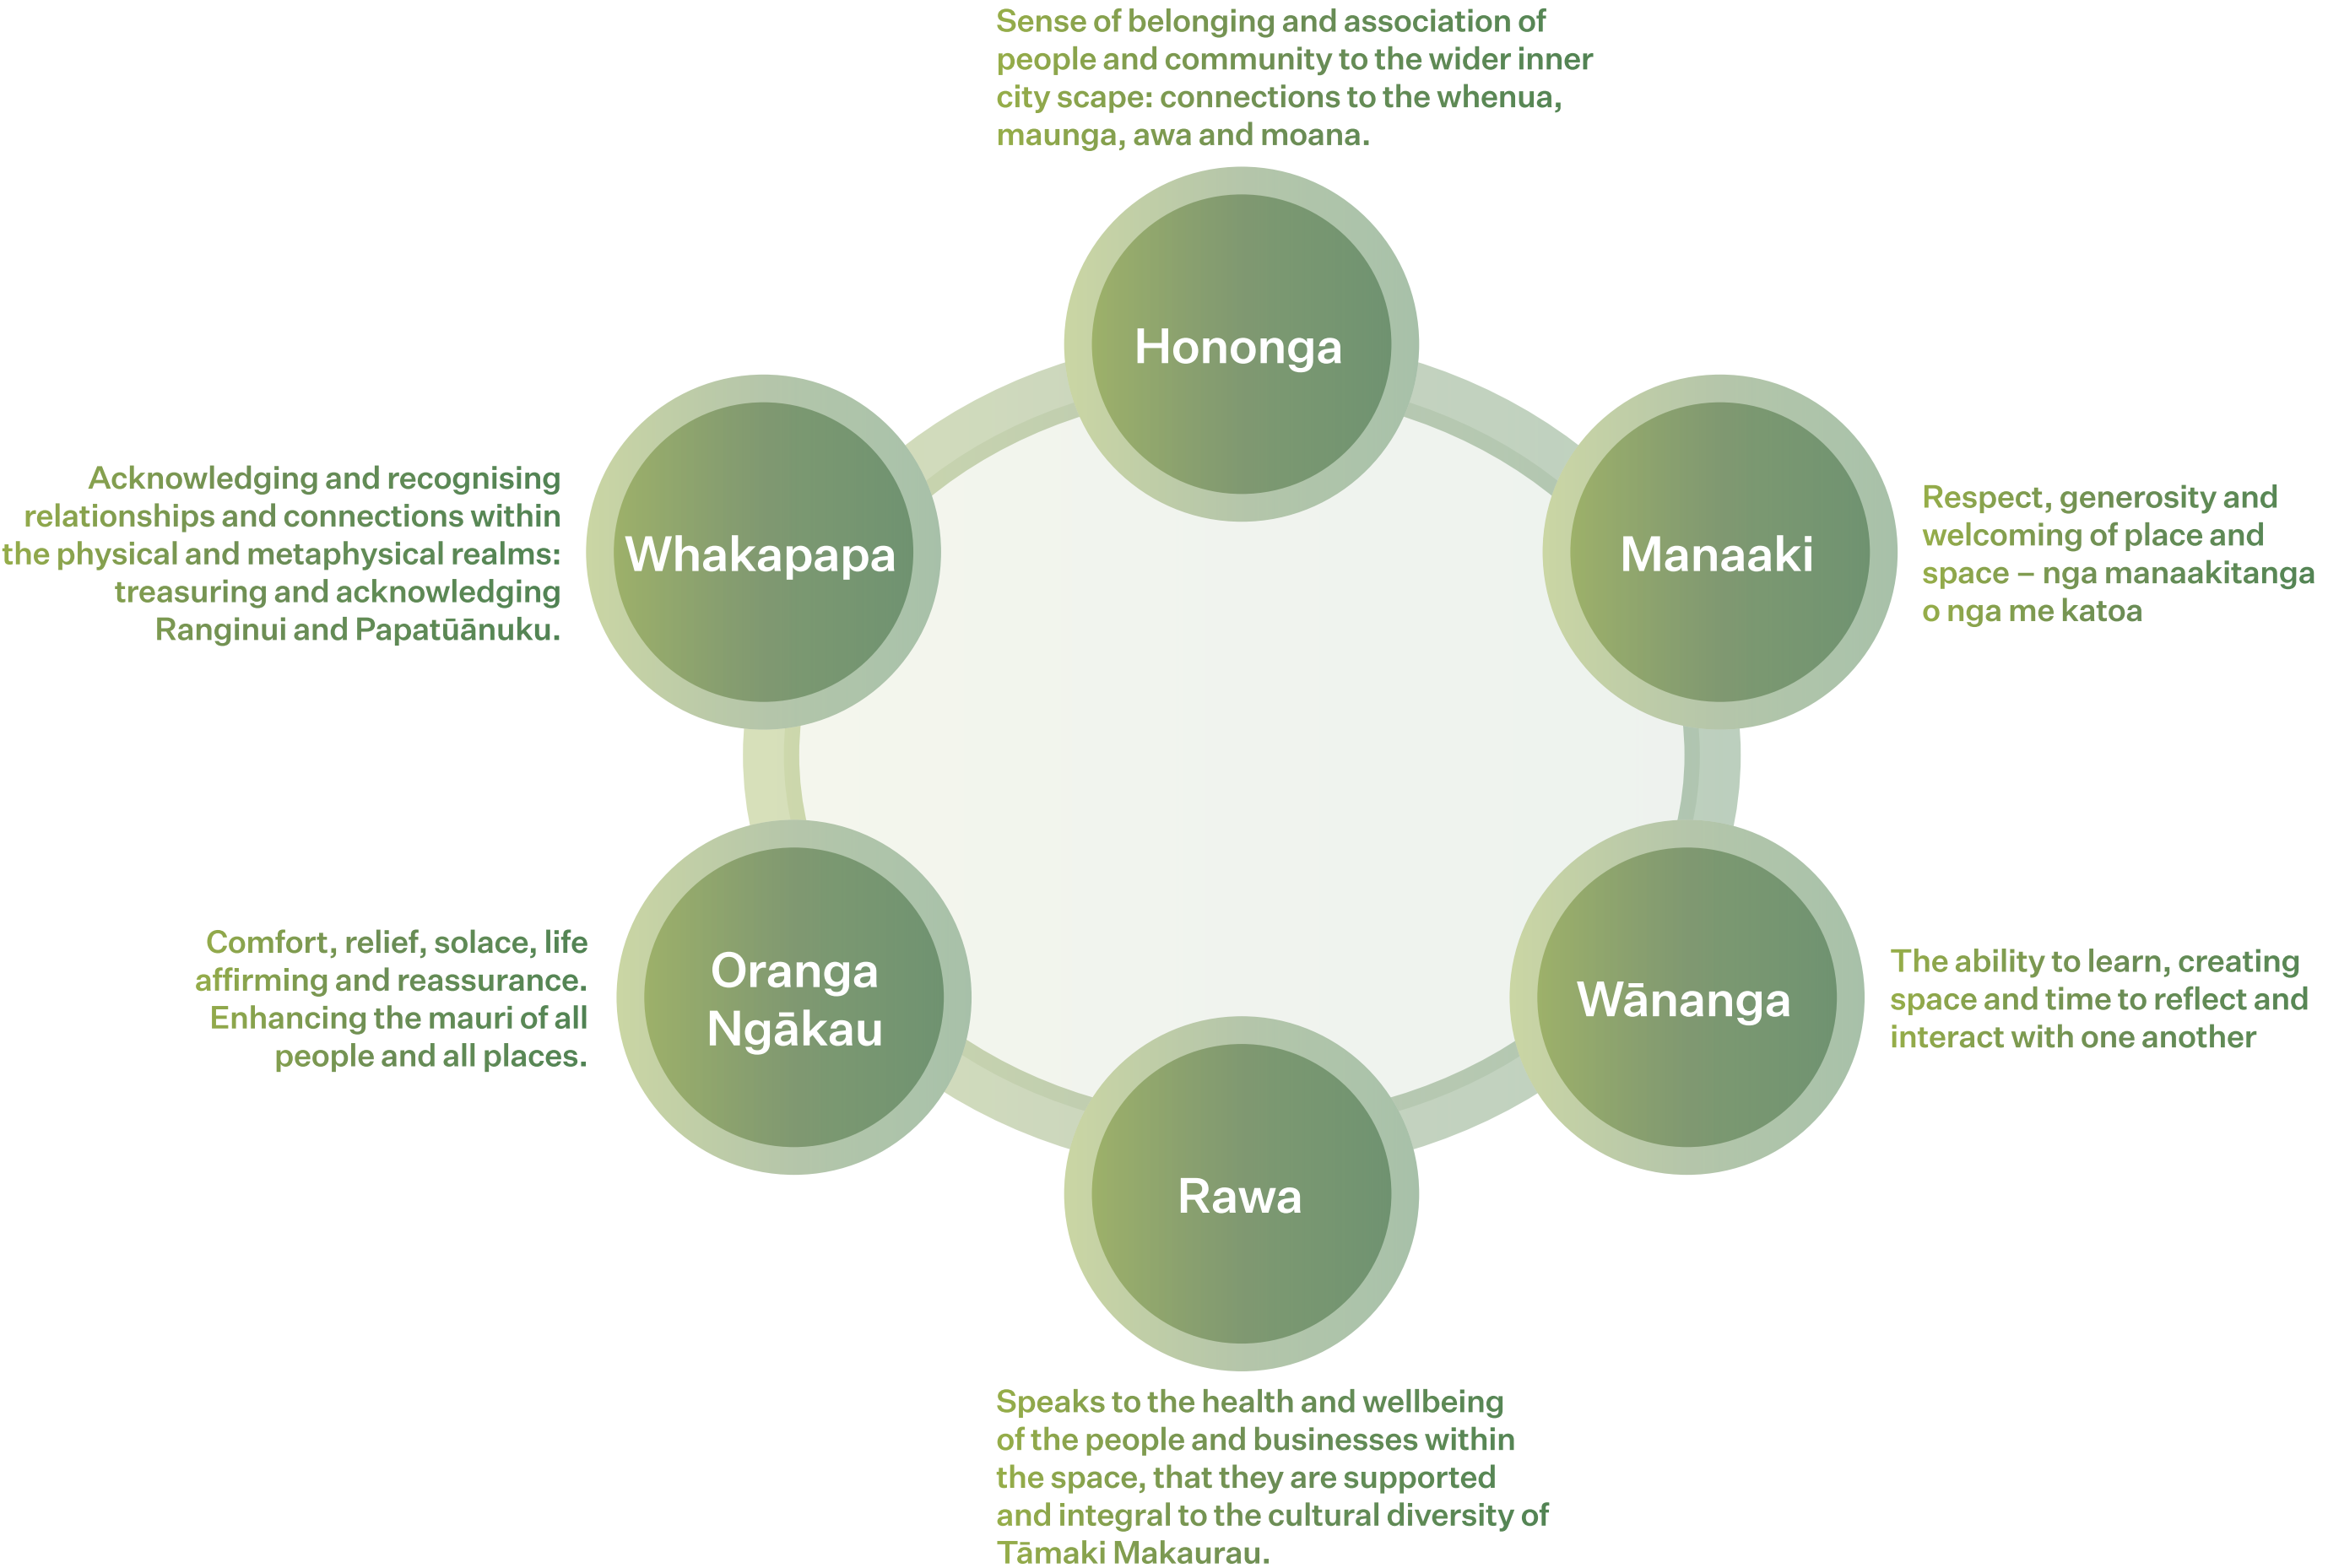 Sense of belonging and association of
people and community to the wider inner
city scape: connections to the whenua,
maunga, awa and moana.
Hononga
Manaaki
Respect, generosity and
welcoming of place and
space – nga manaakitanga
o nga me katoa
Wānanga
The ability to learn, creating
space and time to reflect and
interact with one another
Rawa
Speaks to the health and wellbeing
of the people and businesses within
the space, that they are supported
and integral to the cultural diversity of
Tāmaki Makaurau.
Oranga
Ngākau
Comfort, relief, solace, life
affirming and reassurance.
Enhancing the mauri of all
people and all places.
Whakapapa
Acknowledging and recognising
relationships and connections within
the physical and metaphysical realms:
treasuring and acknowledging
Ranginui and Papatūānuku.